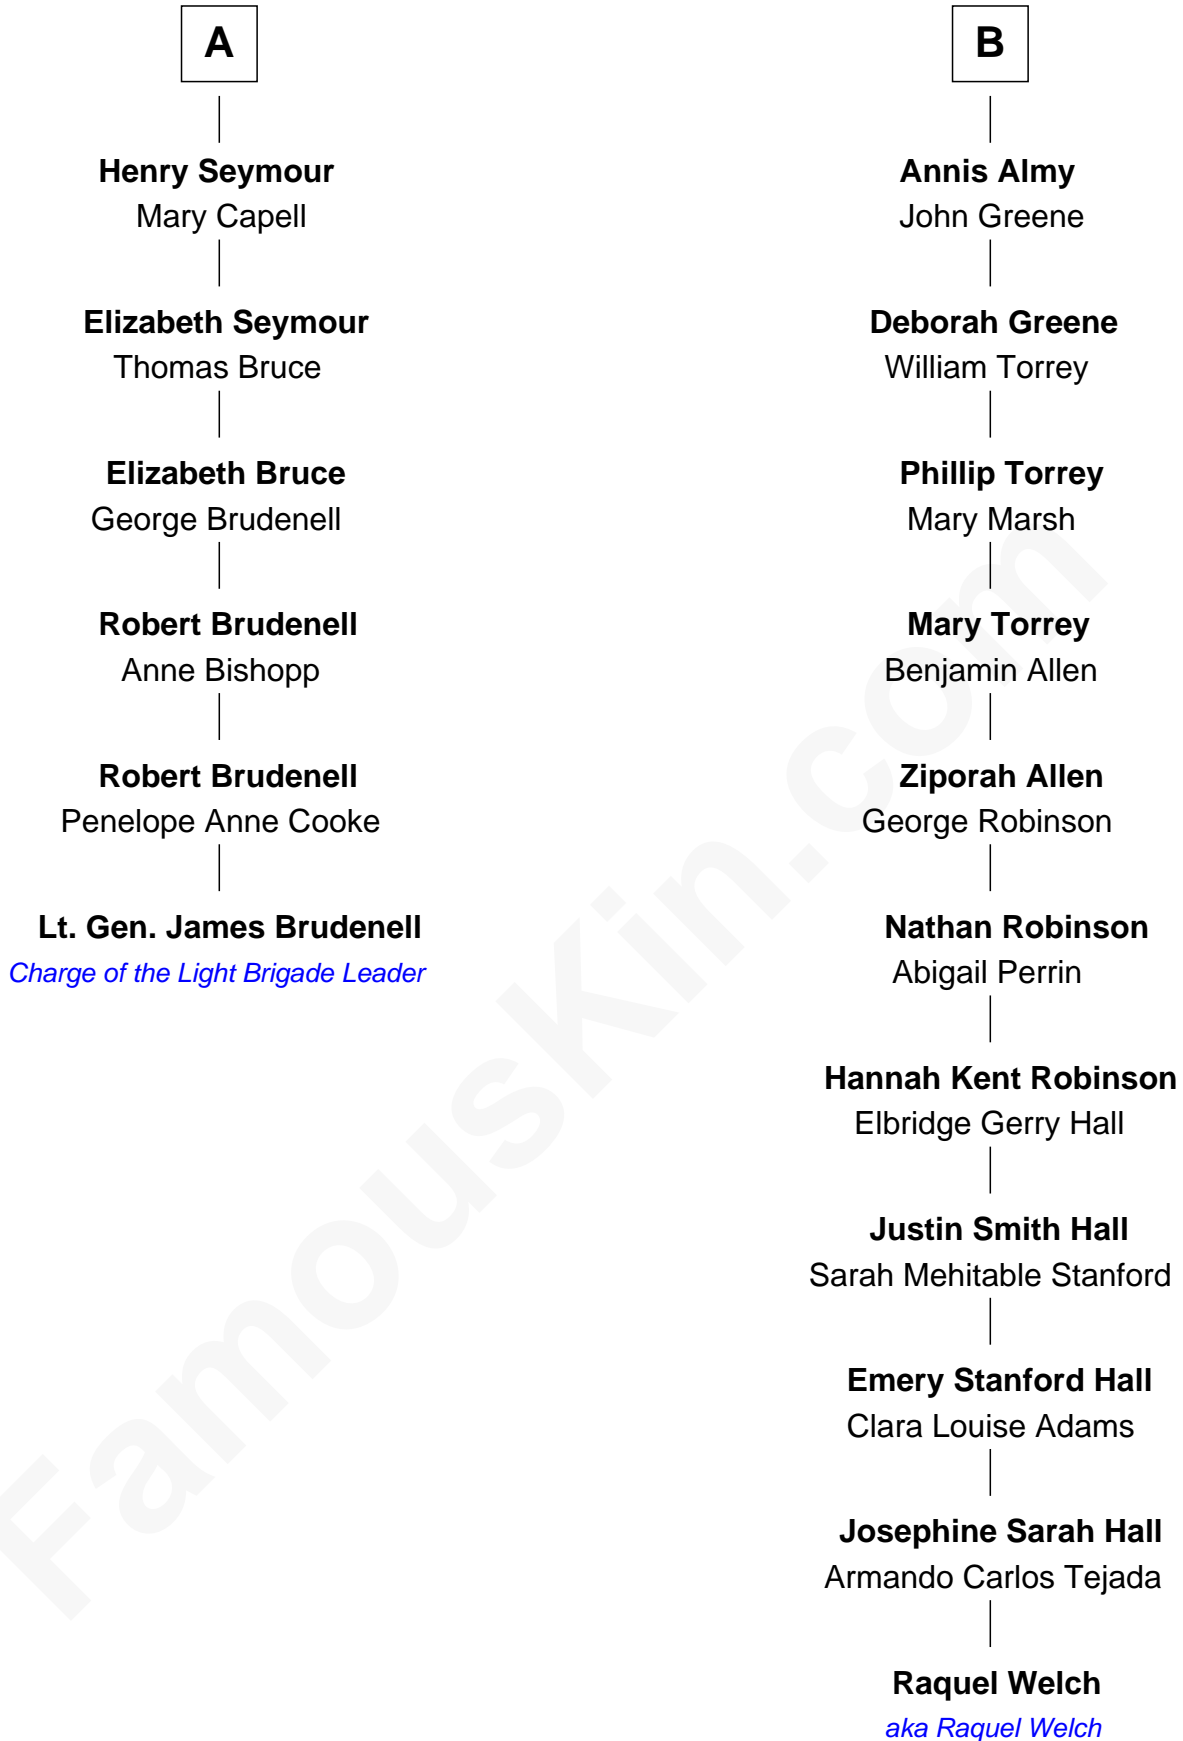 A
Henry Seymour
Mary Capell
Elizabeth Seymour
Thomas Bruce
Elizabeth Bruce
George Brudenell
Robert Brudenell
Anne Bishopp
Robert Brudenell
Penelope Anne Cooke
Lt. Gen. James Brudenell
Charge of the Light Brigade Leader
B
Annis Almy
John Greene
Deborah Greene
William Torrey
Phillip Torrey
Mary Marsh
Mary Torrey
Benjamin Allen
Ziporah Allen
George Robinson
Nathan Robinson
Abigail Perrin
Hannah Kent Robinson
Elbridge Gerry Hall
Justin Smith Hall
Sarah Mehitable Stanford
Emery Stanford Hall
Clara Louise Adams
Josephine Sarah Hall
Armando Carlos Tejada
Raquel Welch
aka Raquel Welch
FamousKin.com